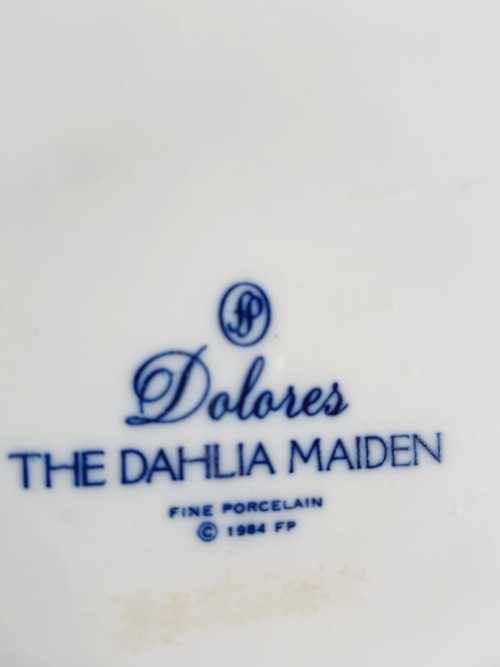 FP
Dolores
THE DAHLIA MAIDEN
FINE PORCELAIN
© 1984 FP